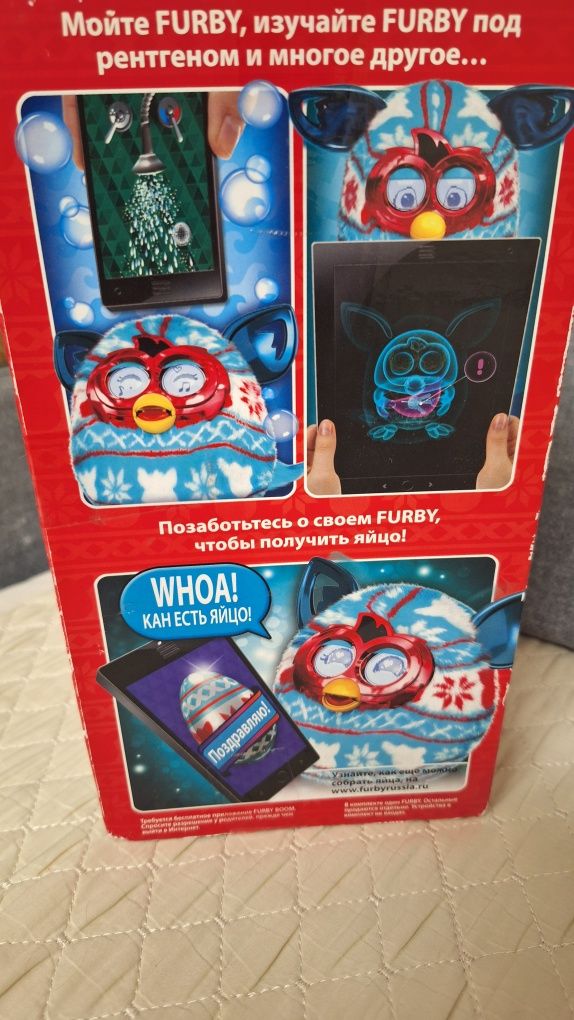 Мойте FURBY, изучайте FURBY под
рентгеном и многое другое...
Позаботьтесь о своем FURBY,
чтобы получить яйцо!
WHOA!
КАН ЕСТЬ ЯЙЦО!
Поздравляю!
Узнайте, как еще можно
собрать яйца, на
www.furbyrussia.ru
Требуется бесплатное приложение FURBY BOOM.
Спросите разрешения у родителей, прежде чем
выйти в Интернет.
В комплекте один FURBY. Остальные
продаются отдельно. Устройства в
комплект не входят.